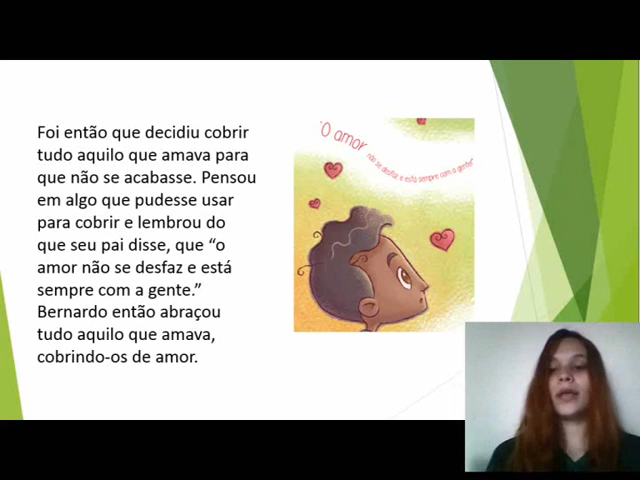 Foi então que decidiu cobrir
tudo aquilo que amava para
que não se acabasse. Pensou
em algo que pudesse usar
para cobrir e lembrou do
que seu pai disse, que “o
amor não se desfaz e está
sempre com a gente.”
Bernardo então abraçou
tudo aquilo que amava,
cobrindo-os de amor.
"O amor
não se desfaz e está sempre com a gente"